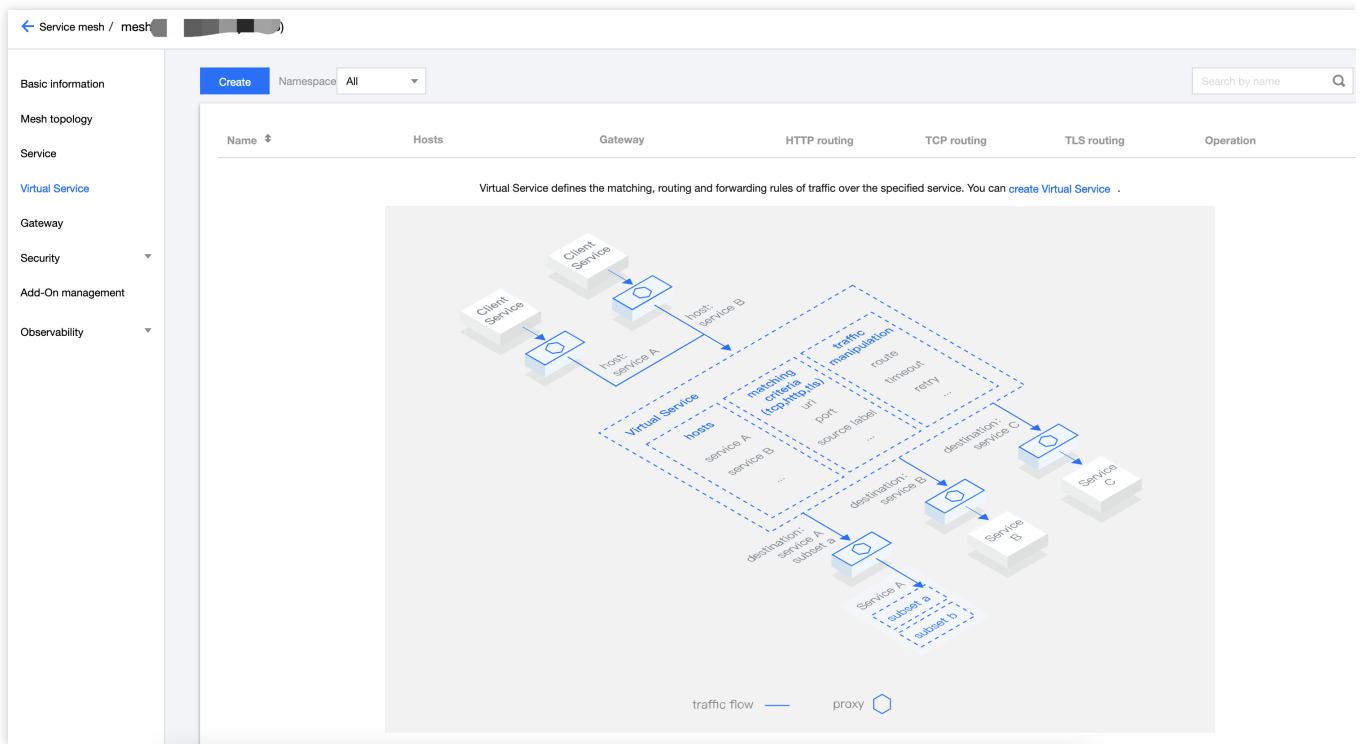 Service mesh / mesh
Basic information
Mesh topology
Service
Virtual Service
Gateway
Security
Add-On management
Observability
Create Namespace All Search by name
Name Hosts Gateway HTTP routing TCP routing TLS routing Operation
Virtual Service defines the matching, routing and forwarding rules of traffic over the specified service. You can create Virtual Service .
Client
Service
Client
Service
host:
service B
host:
service A
Virtual Service
hosts
service A
service B
...
matching
criteria
(tcp,http,tls)
uri
port
source label
...
traffic
manipulation
route
timeout
retry
...
destination:
service C
Service
C
destination:
service B
Service
B
destination:
service A
subset a
Service A
subset a
subset b
traffic flow
proxy